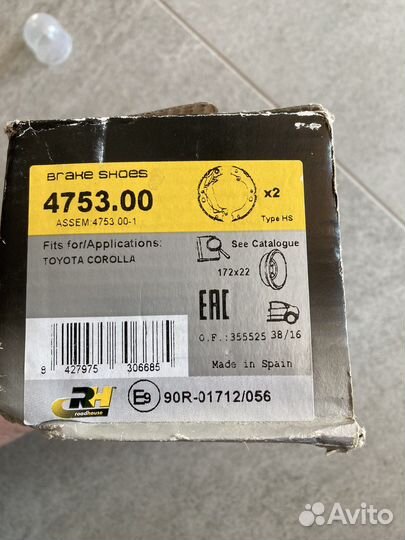 Brake Shoes
4753.00
ASSEM:4753 00-1
x2
Type HS
Fits for/Applications:
TOYOTA COROLLA
See Catalogue
172x22
EAC
O.F.:355525 38/16
Made in Spain
8 427975 306685
RH
roadhouse
E9 90R-01712/056
Avito